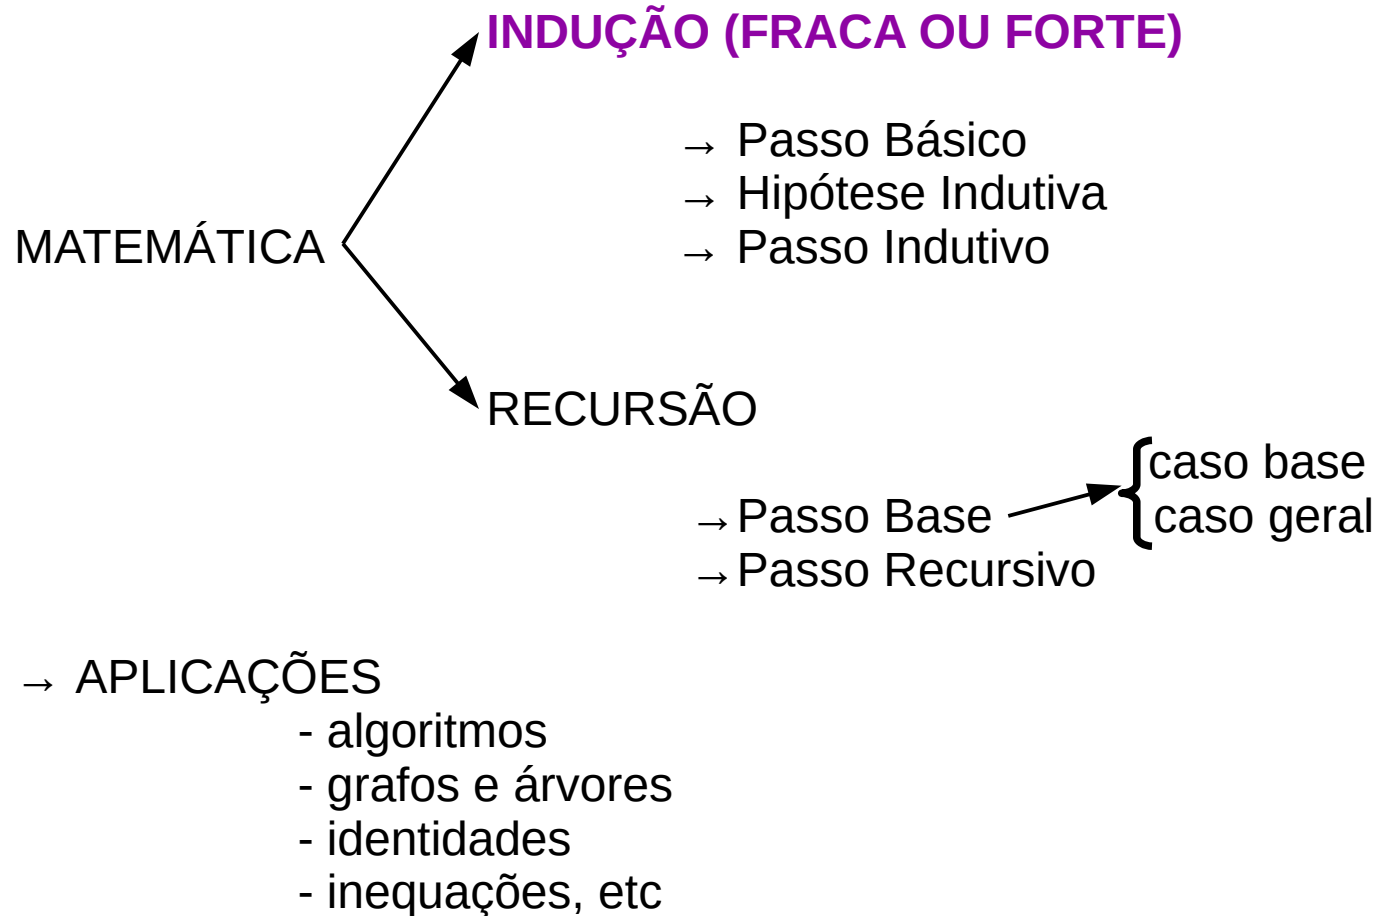 INDUÇÃO (FRACA OU FORTE)
→ Passo Básico
→ Hipótese Indutiva
MATEMÁTICA
→ Passo Indutivo
RECURSÃO
caso base
→Passo Base
caso geral
→Passo Recursivo
→ APLICAÇÕES
- algoritmos
- grafos e árvores
- identidades
- inequações, etc